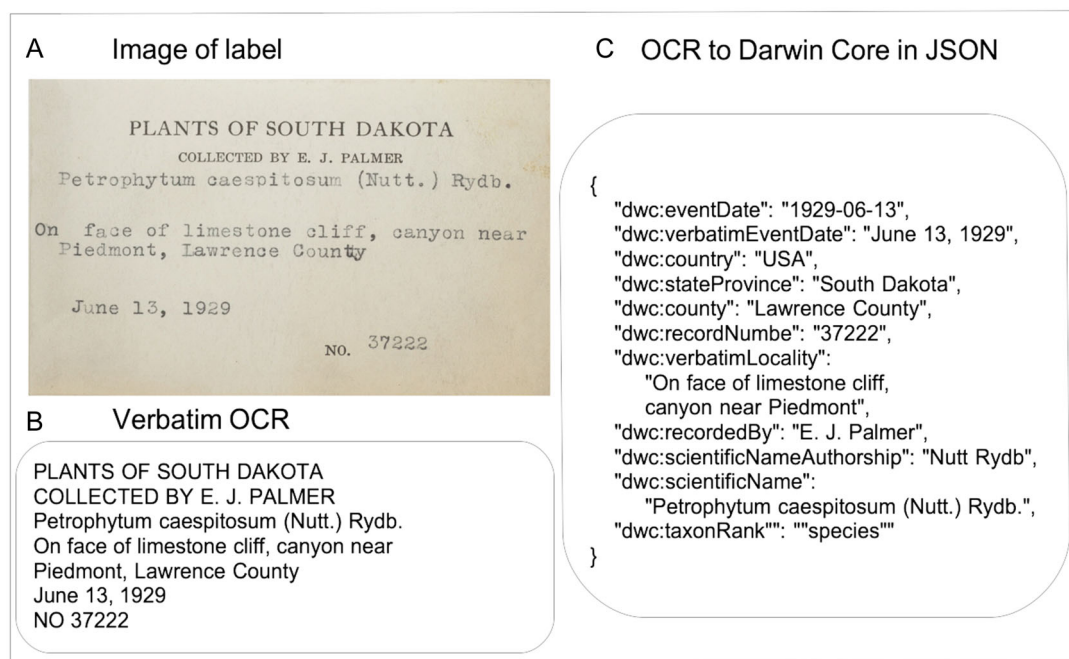 A Image of label
PLANTS OF SOUTH DAKOTA
COLLECTED BY E. J. PALMER
Petrophytum caespitosum (Nutt.) Rydb.
On face of limestone cliff, canyon near
Piedmont, Lawrence County
June 13, 1929
NO. 37222
B Verbatim OCR
PLANTS OF SOUTH DAKOTA
COLLECTED BY E. J. PALMER
Petrophytum caespitosum (Nutt.) Rydb.
On face of limestone cliff, canyon near
Piedmont, Lawrence County
June 13, 1929
NO 37222
C OCR to Darwin Core in JSON
{
"dwc:eventDate": "1929-06-13",
"dwc:verbatimEventDate": "June 13, 1929",
"dwc:country": "USA",
"dwc:stateProvince": "South Dakota",
"dwc:county": "Lawrence County",
"dwc:recordNumbe": "37222",
"dwc:verbatimLocality":
"On face of limestone cliff,
canyon near Piedmont",
"dwc:recordedBy": "E. J. Palmer",
"dwc:scientificNameAuthorship": "Nutt Rydb",
"dwc:scientificName":
"Petrophytum caespitosum (Nutt.) Rydb.",
"dwc:taxonRank"": ""species""
}